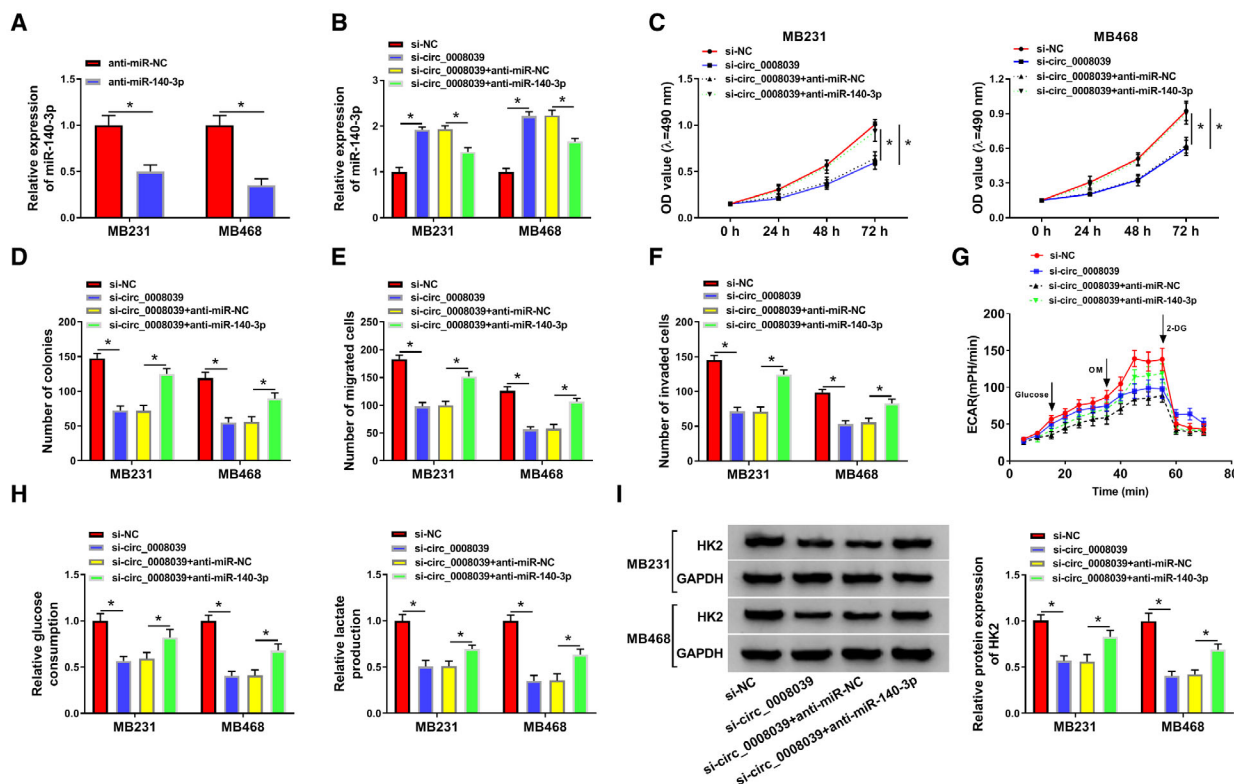 A
anti-miR-NC
anti-miR-140-3p
Relative expression
of miR-140-3p
1.5
1.0
0.5
0.0
*
*
MB231
MB468
B
si-NC
si-circ_0008039
si-circ_0008039+anti-miR-NC
si-circ_0008039+anti-miR-140-3p
Relative expression
of miR-140-3p
3
2
1
0
*
*
*
*
MB231
MB468
C
MB231
si-NC
si-circ_0008039
si-circ_0008039+anti-miR-NC
si-circ_0008039+anti-miR-140-3p
OD value (λ=490 nm)
1.5
1.0
0.5
0.0
*
*
0 h
24 h
48 h
72 h
MB468
si-NC
si-circ_0008039
si-circ_0008039+anti-miR-NC
si-circ_0008039+anti-miR-140-3p
OD value (λ=490 nm)
1.2
0.9
0.6
0.3
0.0
*
*
0 h
24 h
48 h
72 h
D
si-NC
si-circ_0008039
si-circ_0008039+anti-miR-NC
si-circ_0008039+anti-miR-140-3p
Number of colonies
200
150
100
50
0
*
*
*
*
MB231
MB468
E
si-NC
si-circ_0008039
si-circ_0008039+anti-miR-NC
si-circ_0008039+anti-miR-140-3p
Number of migrated cells
250
200
150
100
50
0
*
*
*
*
MB231
MB468
F
si-NC
si-circ_0008039
si-circ_0008039+anti-miR-NC
si-circ_0008039+anti-miR-140-3p
Number of invaded cells
200
150
100
50
0
*
*
*
*
MB231
MB468
G
si-NC
si-circ_0008039
si-circ_0008039+anti-miR-NC
si-circ_0008039+anti-miR-140-3p
ECAR(mPH/min)
200
150
100
50
0
Glucose
OM
2-DG
0
20
40
60
80
Time (min)
H
si-NC
si-circ_0008039
si-circ_0008039+anti-miR-NC
si-circ_0008039+anti-miR-140-3p
Relative glucose
consumption
1.5
1.0
0.5
0.0
*
*
*
*
MB231
MB468
si-NC
si-circ_0008039
si-circ_0008039+anti-miR-NC
si-circ_0008039+anti-miR-140-3p
Relative lactate
production
1.5
1.0
0.5
0.0
*
*
*
*
MB231
MB468
I
MB231
HK2
GAPDH
MB468
HK2
GAPDH
si-NC
si-circ_0008039
si-circ_0008039+anti-miR-NC
si-circ_0008039+anti-miR-140-3p
si-NC
si-circ_0008039
si-circ_0008039+anti-miR-NC
si-circ_0008039+anti-miR-140-3p
Relative protein expression
of HK2
1.5
1.0
0.5
0.0
*
*
*
*
MB231
MB468